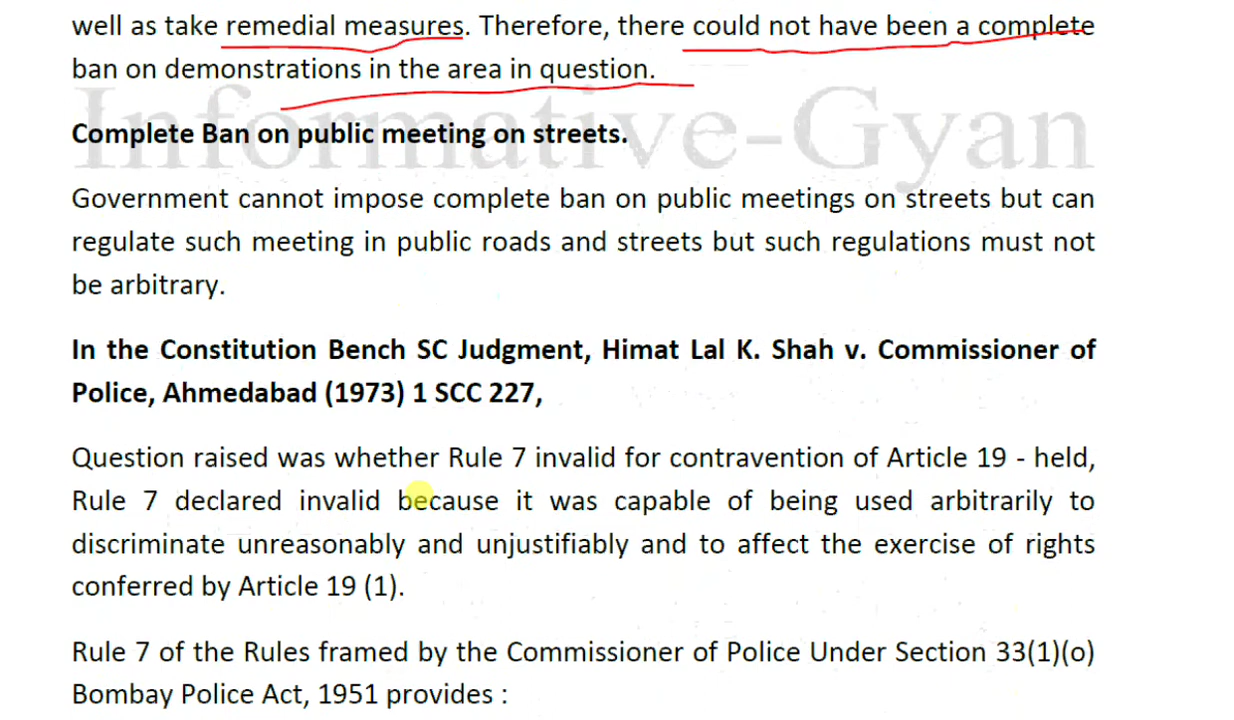 well as take remedial measures. Therefore, there could not have been a complete
ban on demonstrations in the area in question.
Informative-Gyan
Complete Ban on public meeting on streets.
Government cannot impose complete ban on public meetings on streets but can
regulate such meeting in public roads and streets but such regulations must not
be arbitrary.
In the Constitution Bench SC Judgment, Himat Lal K. Shah v. Commissioner of
Police, Ahmedabad (1973) 1 SCC 227,
Question raised was whether Rule 7 invalid for contravention of Article 19 - held,
Rule 7 declared invalid because it was capable of being used arbitrarily to
discriminate unreasonably and unjustifiably and to affect the exercise of rights
conferred by Article 19 (1).
Rule 7 of the Rules framed by the Commissioner of Police Under Section 33(1)(o)
Bombay Police Act, 1951 provides :